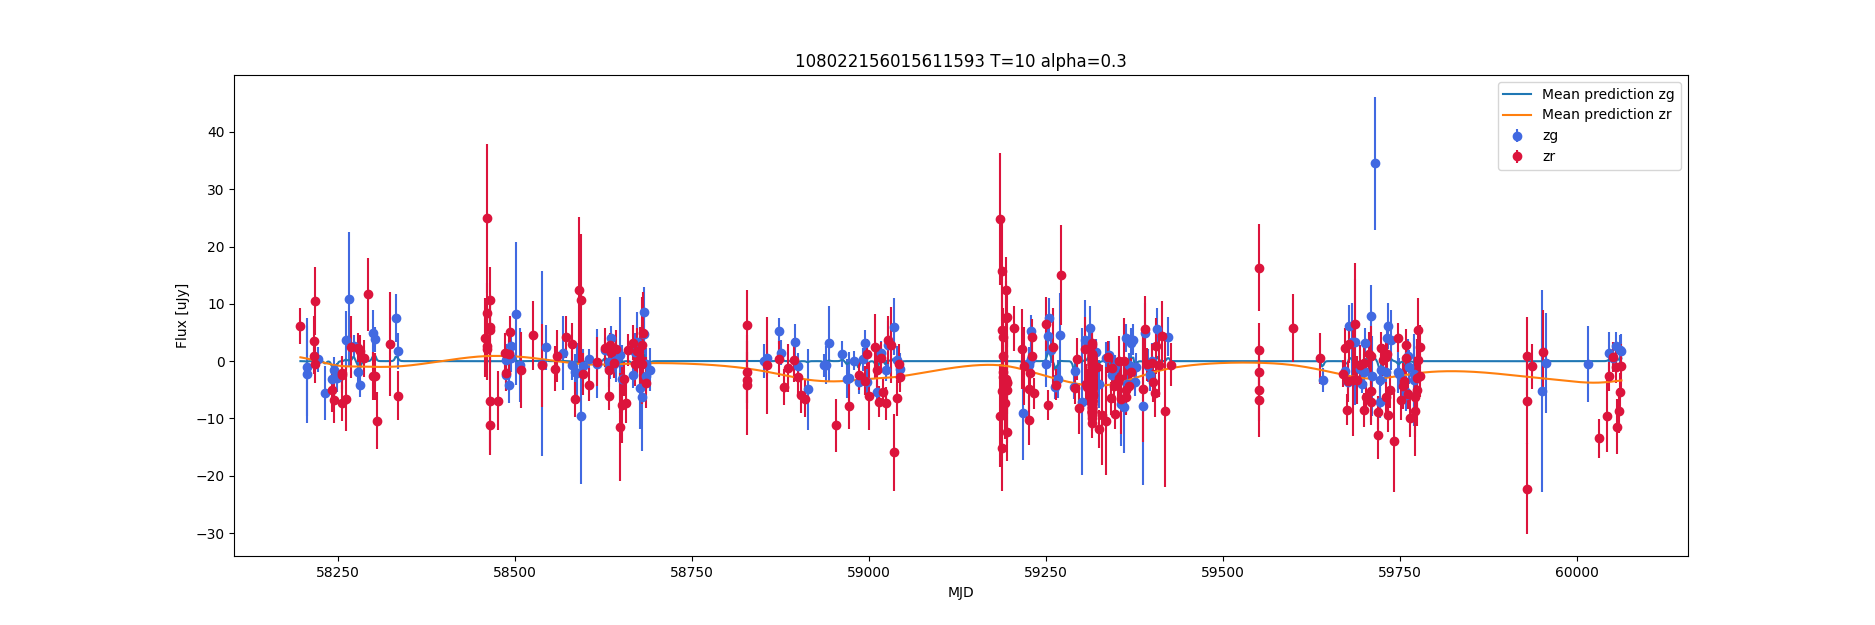 108022156015611593 T=10 alpha=0.3
Mean prediction zg
Mean prediction zr
zg
zr
Flux [uJy]
40
30
20
10
0
−10
−20
−30
58250
58500
58750
59000
59250
59500
59750
60000
MJD